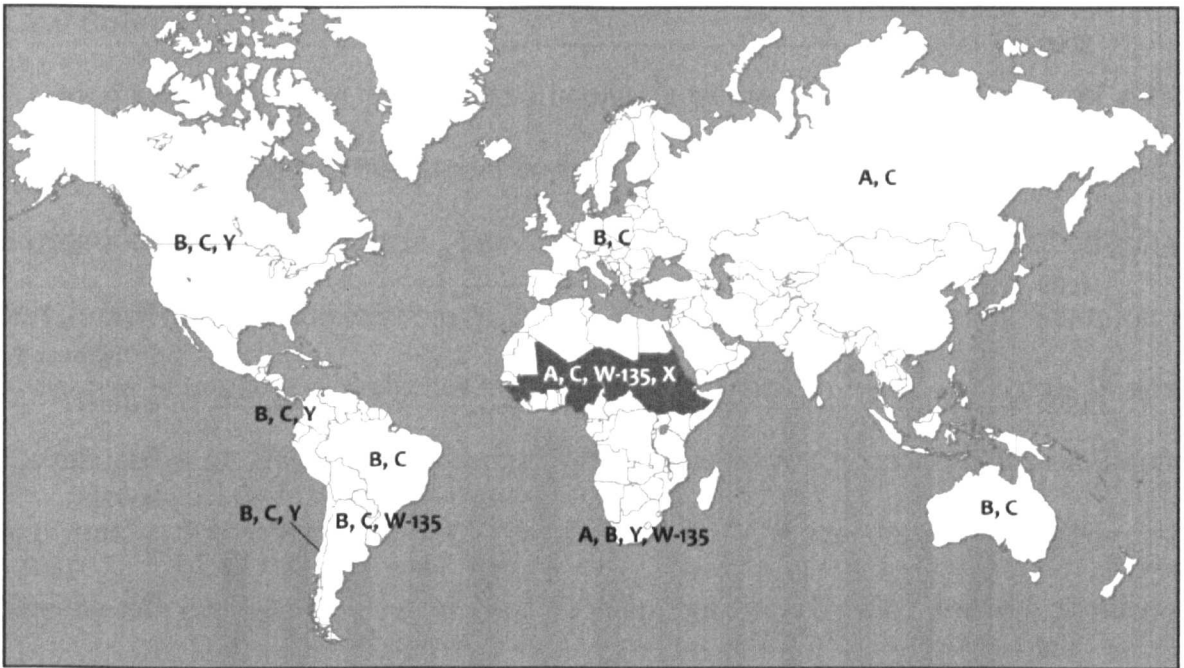 A, C
B, C, Y
B, C
A, C, W-135, X
B, C, Y
B, C
B, C, Y
B, C, W-135
B, C
A, B, Y, W-135